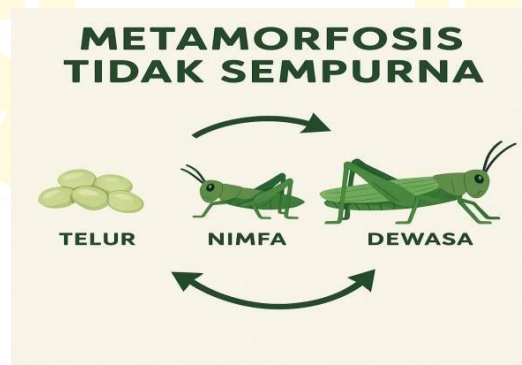 METAMORFOSIS
TIDAK SEMPURNA
TELUR
NIMFA
DEWASA